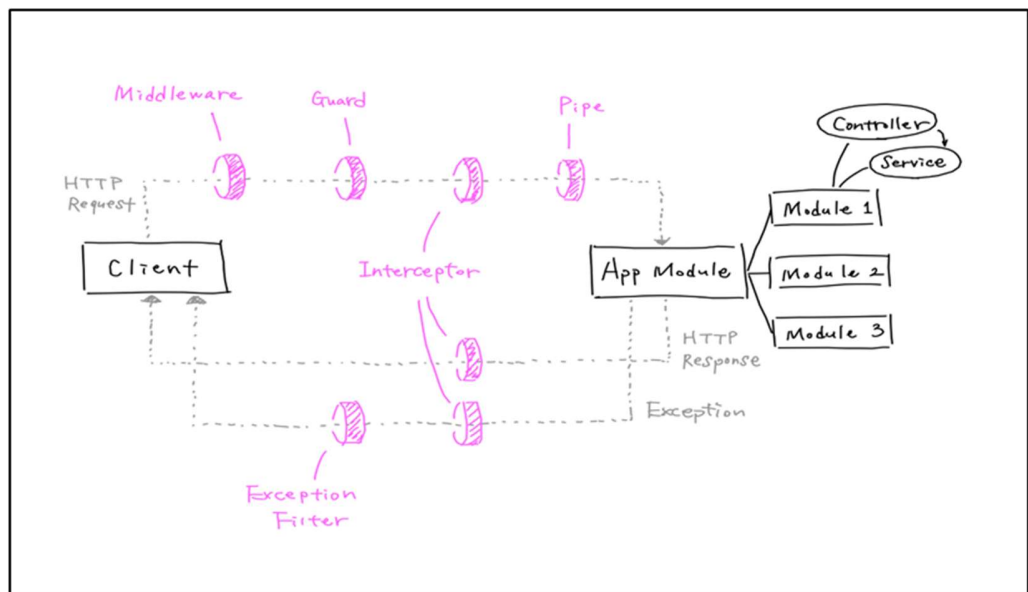 Middleware
Guard
Pipe
Controller
Service
HTTP
Request
Module 1
Client
Interceptor
App Module
Module 2
Module 3
HTTP
Response
Exception
Exception
Filter